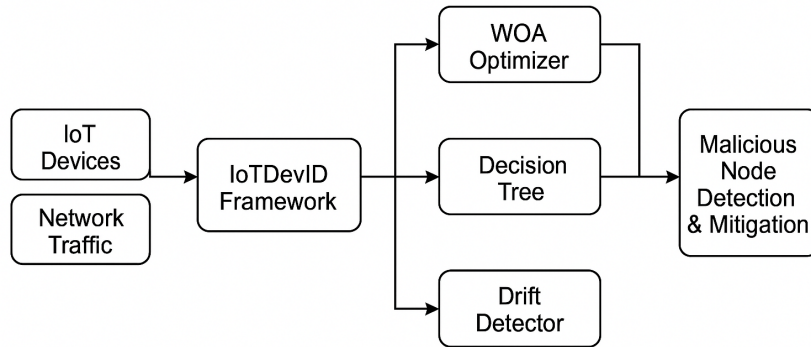 IoT
Devices
Network
Traffic
IoTDevID
Framework
WOA
Optimizer
Decision
Tree
Drift
Detector
Malicious
Node
Detection
& Mitigation